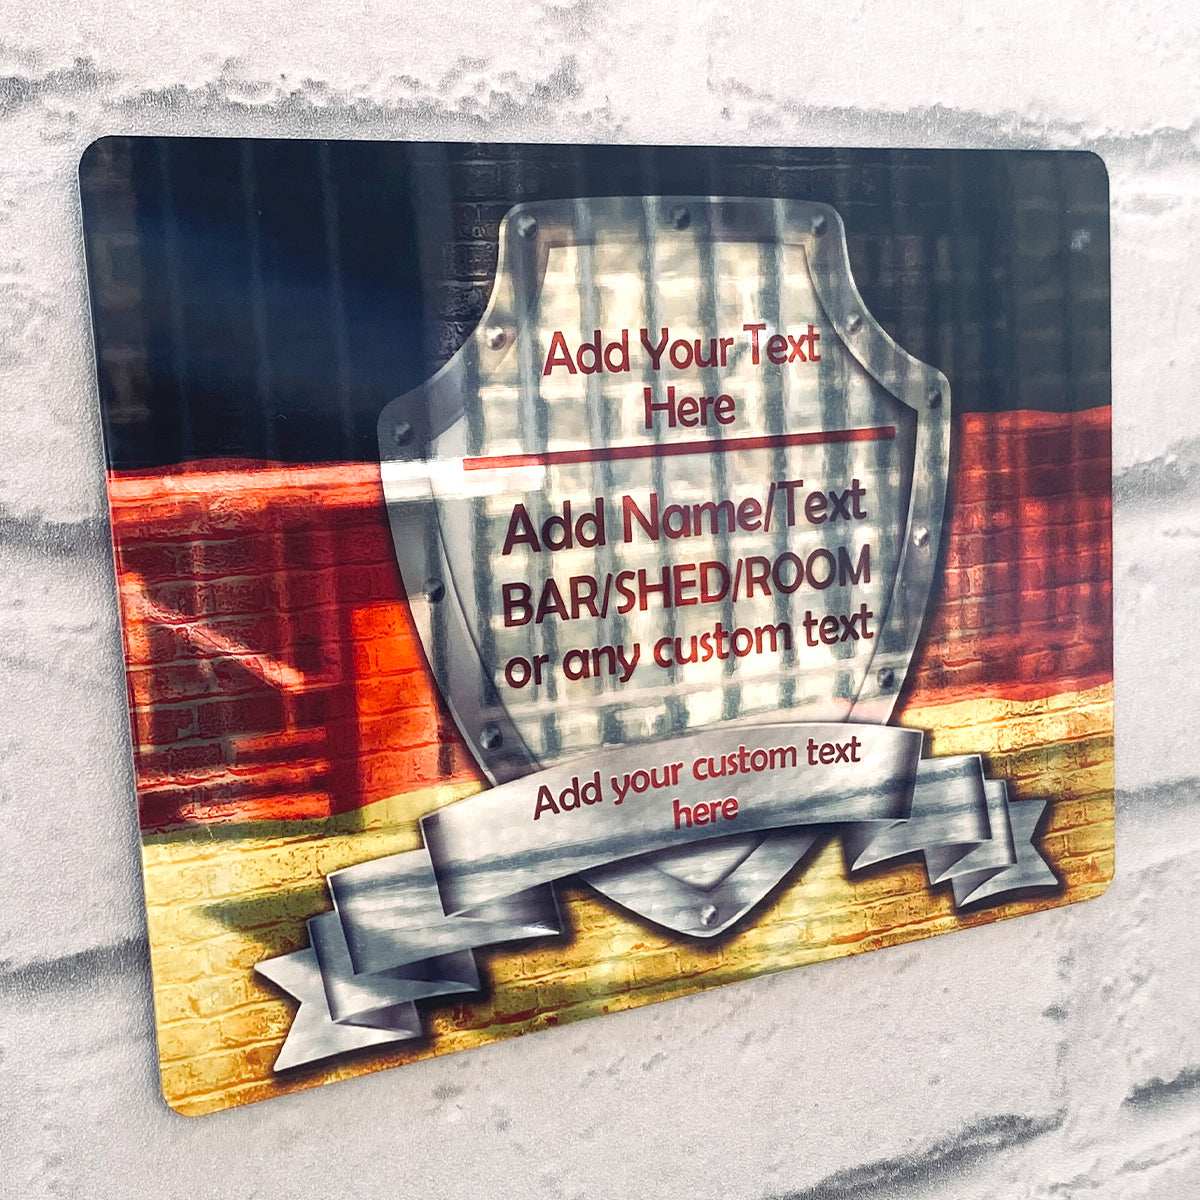 Add Your Text
Here
Add Name/Text
BAR/SHED/ROOM
or any custom text
Add your custom text
here